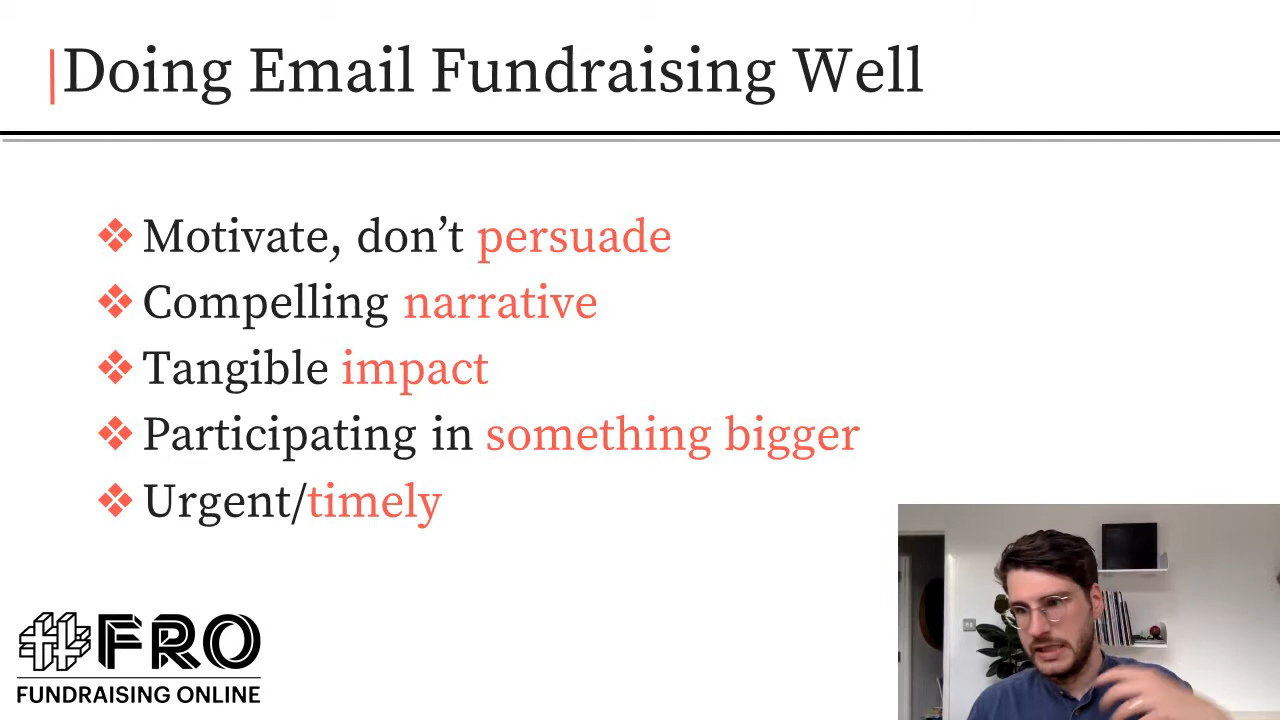 Doing Email Fundraising Well
❖ Motivate, don’t persuade
❖ Compelling narrative
❖ Tangible impact
❖ Participating in something bigger
❖ Urgent/timely
#FRO
FUNDRAISING ONLINE